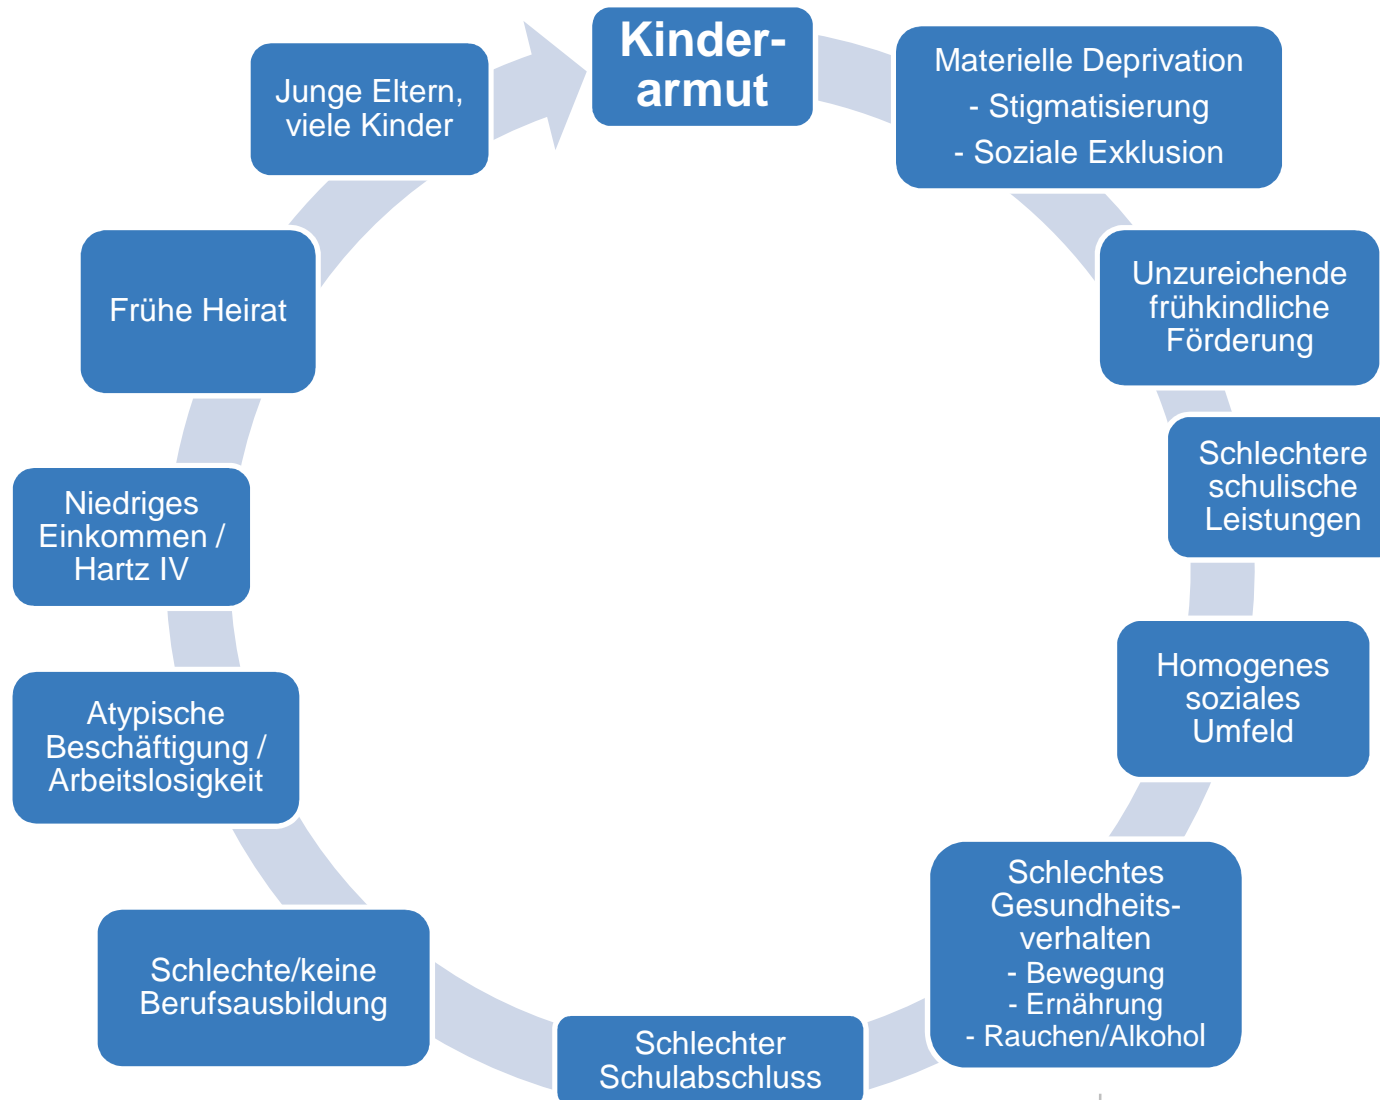 Kinder-
armut
Materielle Deprivation
- Stigmatisierung
- Soziale Exklusion
Unzureichende
frühkindliche
Förderung
Schlechtere
schulische
Leistungen
Homogenes
soziales
Umfeld
Schlechtes
Gesundheits-
verhalten
- Bewegung
- Ernährung
- Rauchen/Alkohol
Schlechter
Schulabschluss
Schlechte/keine
Berufsausbildung
Atypische
Beschäftigung /
Arbeitslosigkeit
Niedriges
Einkommen /
Hartz IV
Frühe Heirat
Junge Eltern,
viele Kinder